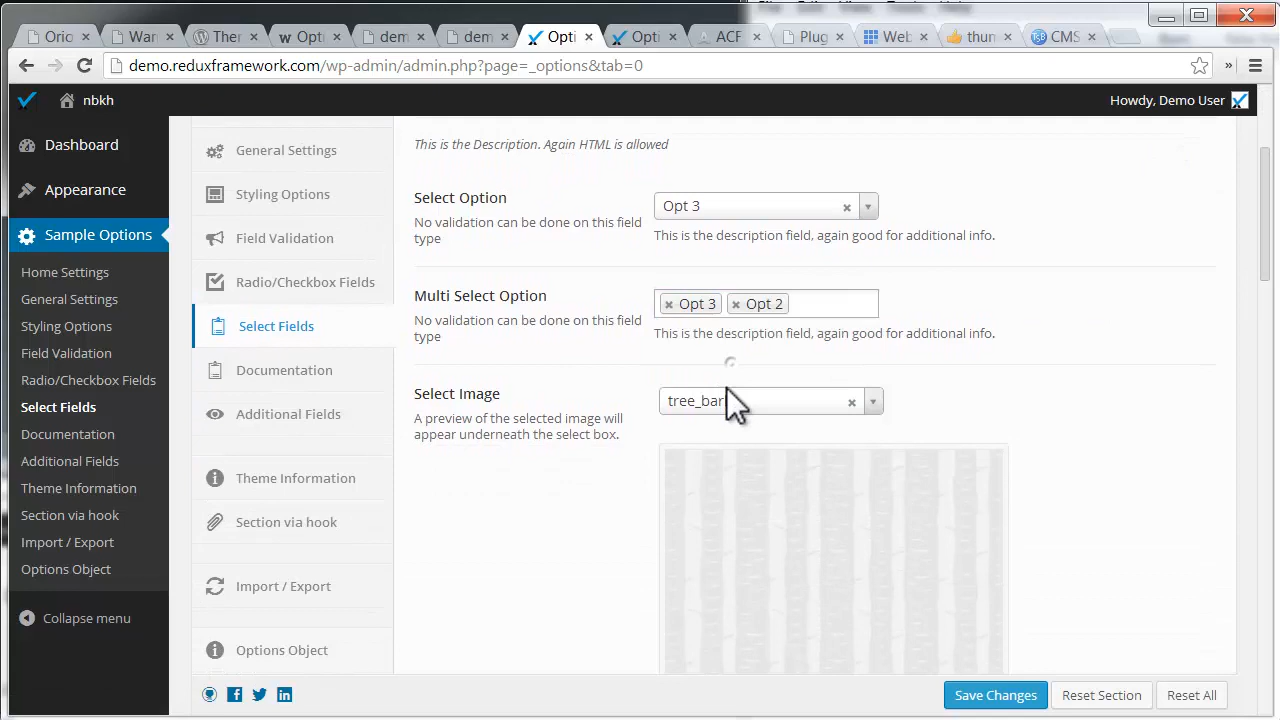 File Edit View Tools Help
Orio
War
Ther
Opti
dem
dem
Opti
Opti
ACF
Plug
Web
thun
CMS
demo.reduxframework.com/wp-admin/admin.php?page=_options&tab=0
nbkh
Howdy, Demo User
Dashboard
Appearance
Sample Options
Home Settings
General Settings
Styling Options
Field Validation
Radio/Checkbox Fields
Select Fields
Documentation
Additional Fields
Theme Information
Section via hook
Import / Export
Options Object
Collapse menu
General Settings
Styling Options
Field Validation
Radio/Checkbox Fields
Select Fields
Documentation
Additional Fields
Theme Information
Section via hook
Import / Export
Options Object
This is the Description. Again HTML is allowed
Select Option
No validation can be done on this field
type
Opt 3
This is the description field, again good for additional info.
Multi Select Option
No validation can be done on this field
type
Opt 3
Opt 2
This is the description field, again good for additional info.
Select Image
A preview of the selected image will
appear underneath the select box.
tree_bar
Save Changes
Reset Section
Reset All